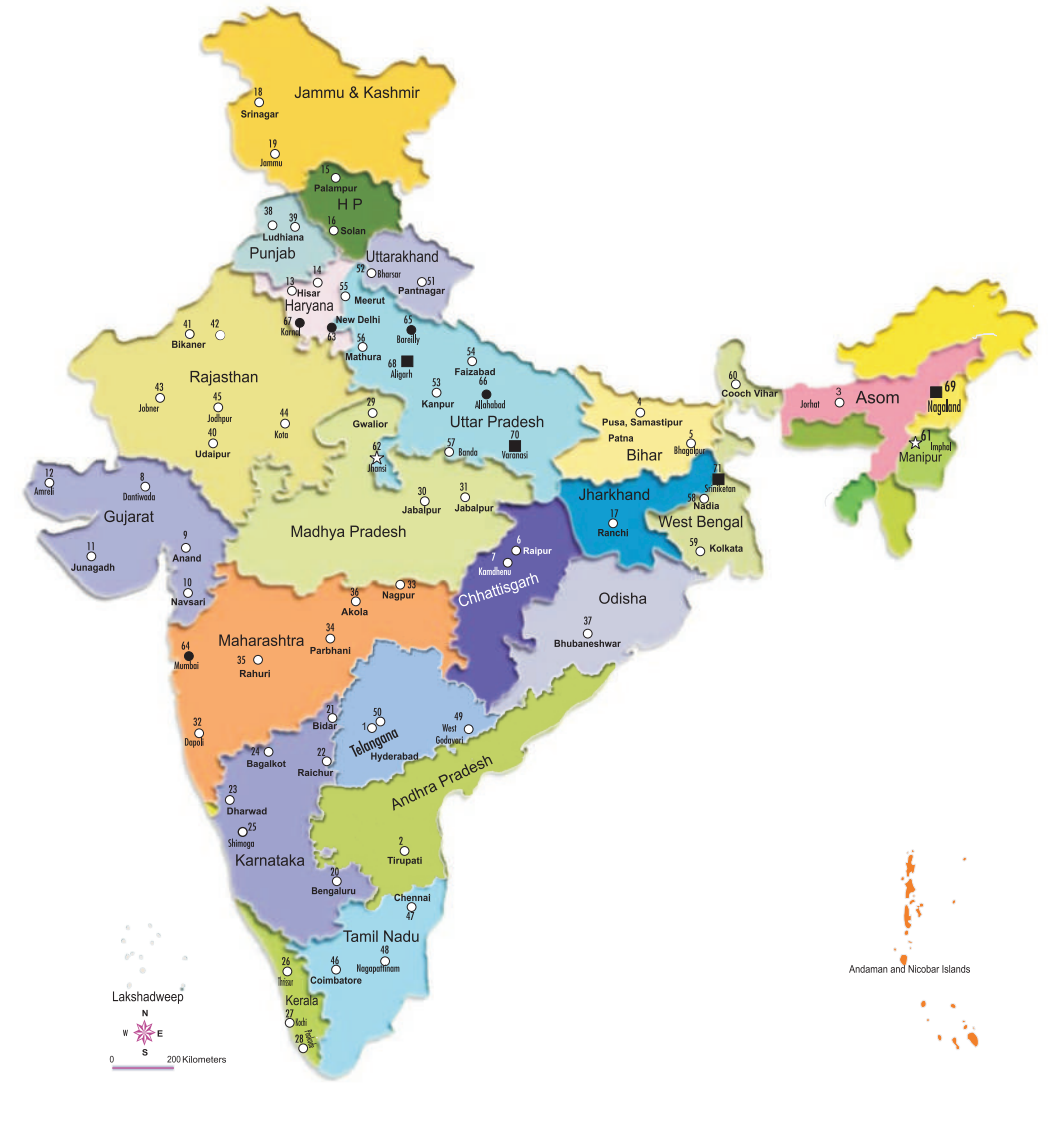 18
Srinagar
Jammu & Kashmir
19
Jammu
15
Palampur
H P
16
Solan
38
39
Ludhiana
Punjab
Uttarakhand
52
Bharsar
51
Pantnagar
14
13
Hisar
Haryana
55
Meerut
67
Karnal
New Delhi
63
65
Bareilly
56
Mathura
41
42
Bikaner
Rajasthan
43
Jobner
45
Jodhpur
44
Kota
40
Udaipur
68
Aligarh
54
Faizabad
53
Kanpur
66
Allahabad
Uttar Pradesh
29
Gwalior
62
Jhansi
57
Banda
70
Varanasi
4
Pusa, Samastipur
Patna
5
Bhagalpur
Bihar
60
Cooch Vihar
3
Jorhat
Asom
69
Nagaland
61
Imphal
Manipur
12
Amreli
8
Dantiwada
Gujarat
11
Junagadh
9
Anand
10
Navsari
30
Jabalpur
31
Jabalpur
Madhya Pradesh
Jharkhand
17
Ranchi
71
Sriniketan
58
Nadia
West Bengal
59
Kolkata
6
Raipur
7
Kamdhenu
Chhattisgarh
Odisha
37
Bhubaneshwar
33
Nagpur
36
Akola
Maharashtra
34
Parbhani
64
Mumbai
35
Rahuri
32
Dapoli
21
Bidar
50
1
Telangana
Hyderabad
49
West
Godavari
24
Bagalkot
22
Raichur
Andhra Pradesh
23
Dharwad
25
Shimoga
Karnataka
2
Tirupati
20
Bengaluru
Chennai
47
Tamil Nadu
48
Nagapattinam
46
Coimbatore
26
Thrissur
Kerala
27
Kochi
28
Lakshadweep
N
W
E
S
0
200 Kilometers
Andaman and Nicobar Islands